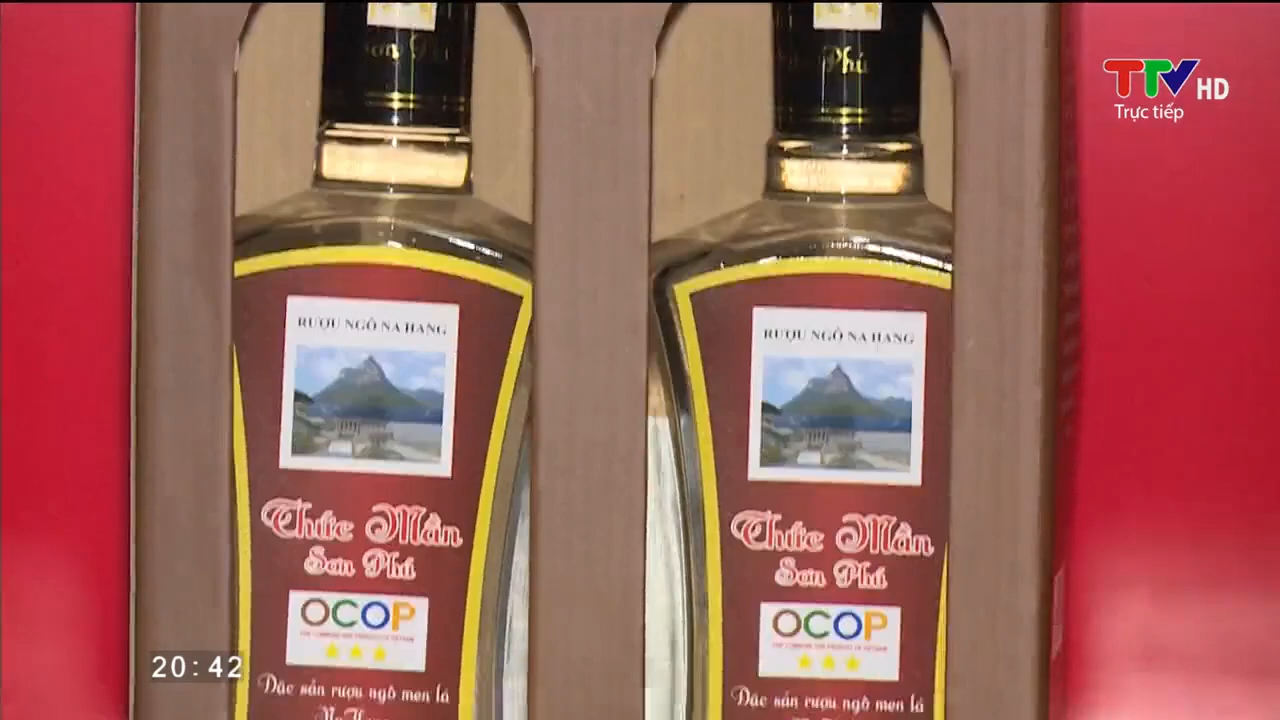 TTV HD
Trực tiếp
Phú
RƯỢU NGÔ NA HANG
Thức Mần
Sơn Phú
OCOP
Đặc sản rượu ngô men lá
RƯỢU NGÔ NA HANG
Thức Mần
Sơn Phú
OCOP
Đặc sản rượu ngô men lá
20:42